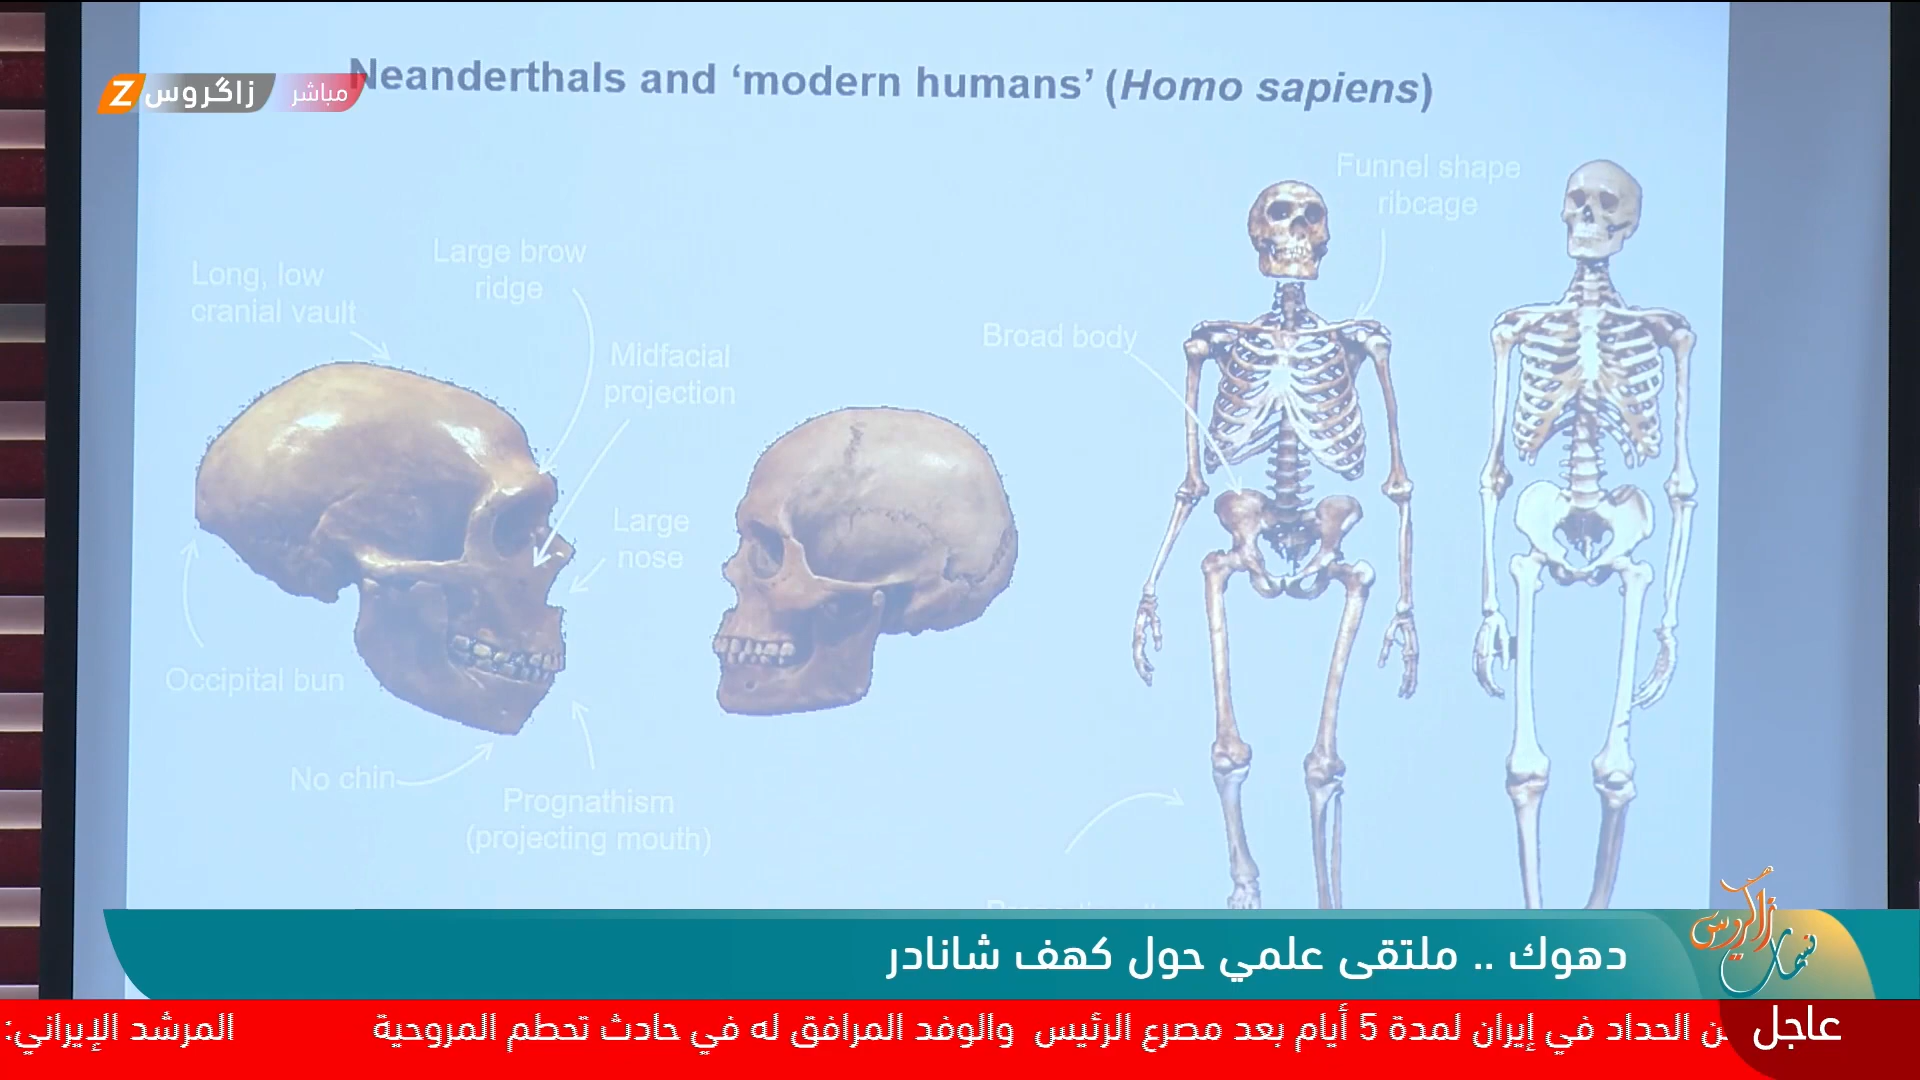 Neanderthals and ‘modern humans’ (Homo sapiens)
زاگروس
مباشر
Funnel shape
ribcage
Large brow
ridge
Long, low
cranial vault
Broad body
Midfacial
projection
Large
nose
Occipital bun
No chin
Prognathism
(projecting mouth)
دهوك .. ملتقى علمي حول كهف شانادر
نسمات
زاكروس
عاجل
الحداد في إيران لمدة 5 أيام بعد مصرع الرئيس والوفد المرافق له في حادث تحطم المروحية
المرشد الإيراني: